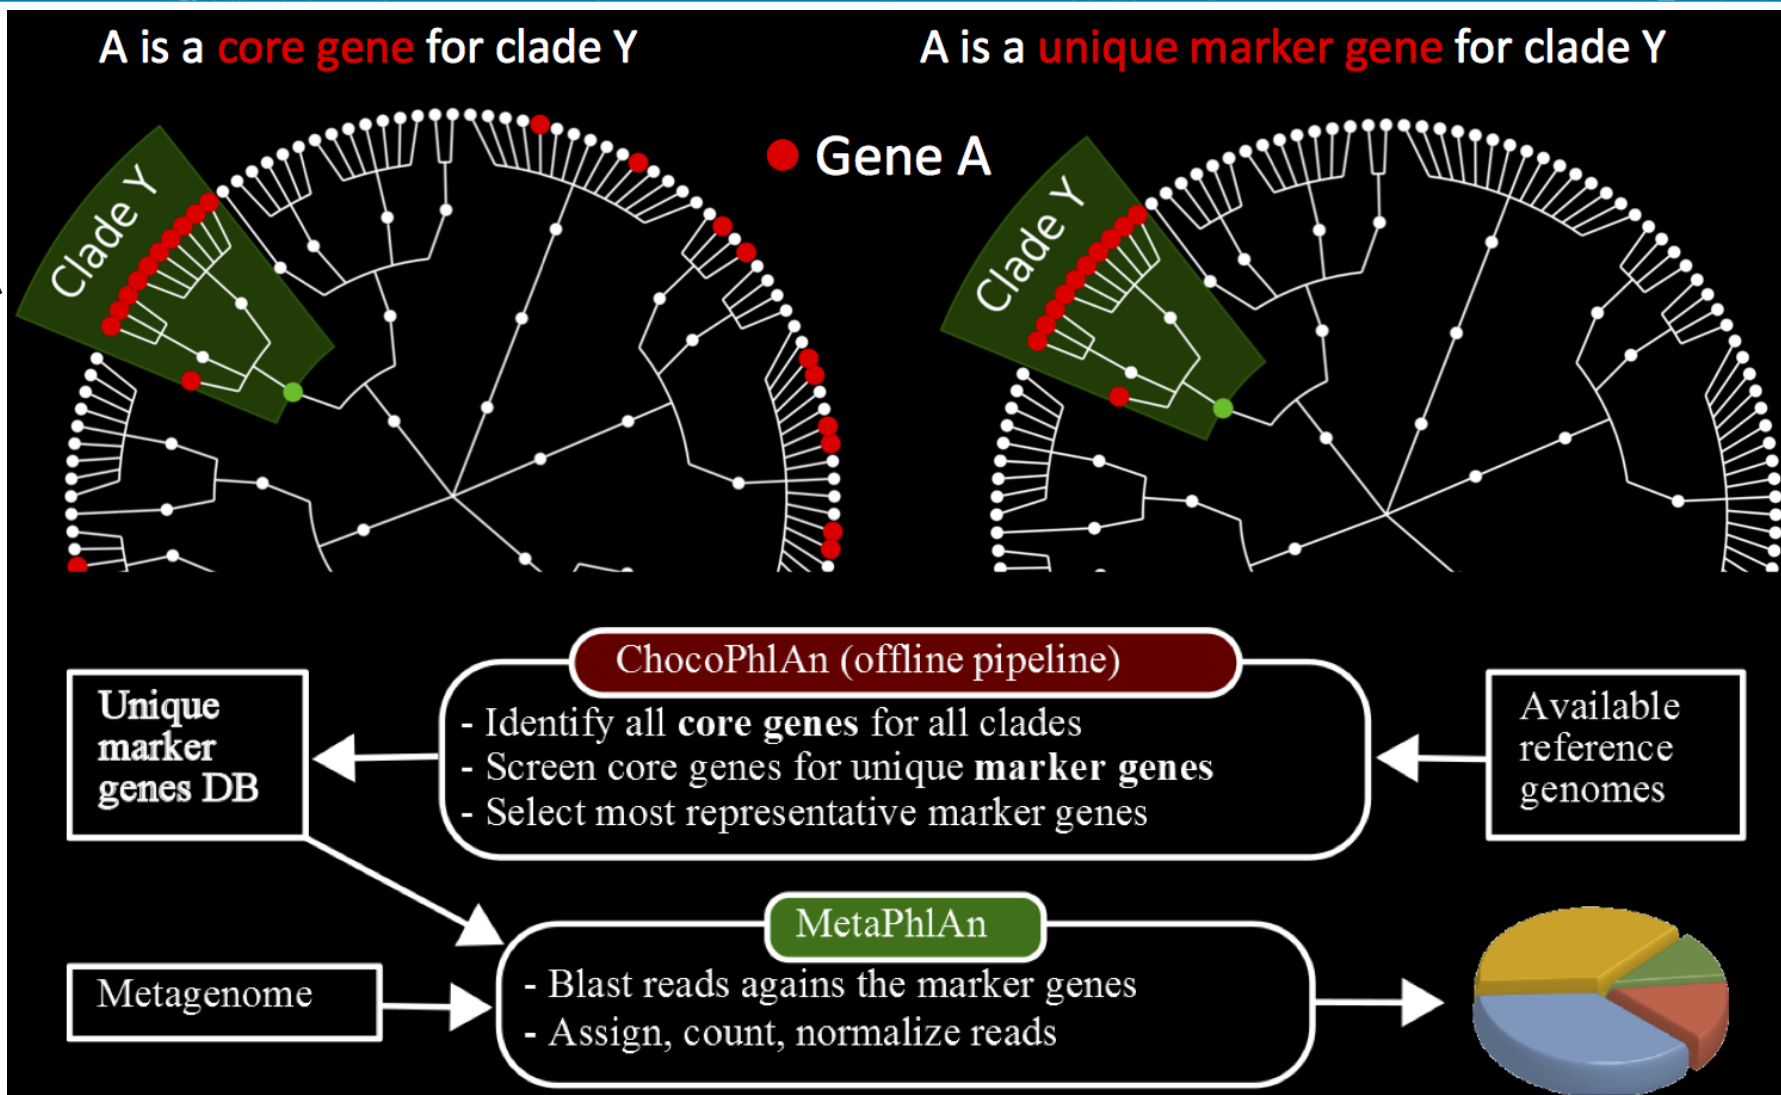 A is a core gene for clade Y
A is a unique marker gene for clade Y
Clade Y
Gene A
Clade Y
ChocoPhlAn (offline pipeline)
- Identify all core genes for all clades
- Screen core genes for unique marker genes
- Select most representative marker genes
Unique
marker
genes DB
Available
reference
genomes
MetaPhlAn
- Blast reads agains the marker genes
- Assign, count, normalize reads
Metagenome